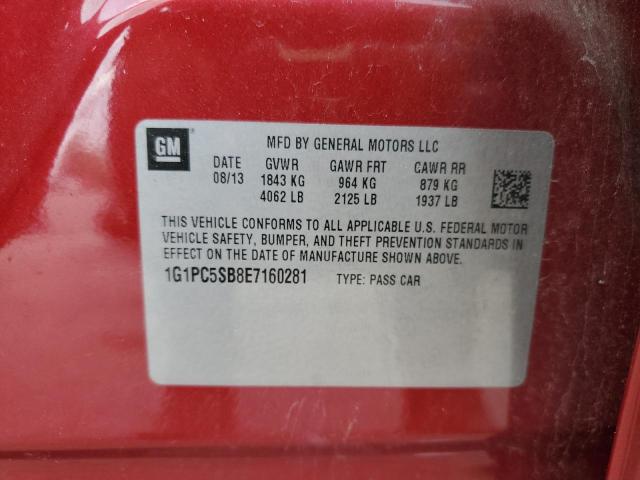 GM
MFD BY GENERAL MOTORS LLC
DATE GVWR GAWR FRT CAWR RR
08/13 1843 KG 964 KG 879 KG
4062 LB 2125 LB 1937 LB
THIS VEHICLE CONFORMS TO ALL APPLICABLE U.S. FEDERAL MOTOR
VEHICLE SAFETY, BUMPER, AND THEFT PREVENTION STANDARDS IN
EFFECT ON THE DATE OF MANUFACTURE SHOWN ABOVE.
1G1PC5SB8E7160281 TYPE: PASS CAR